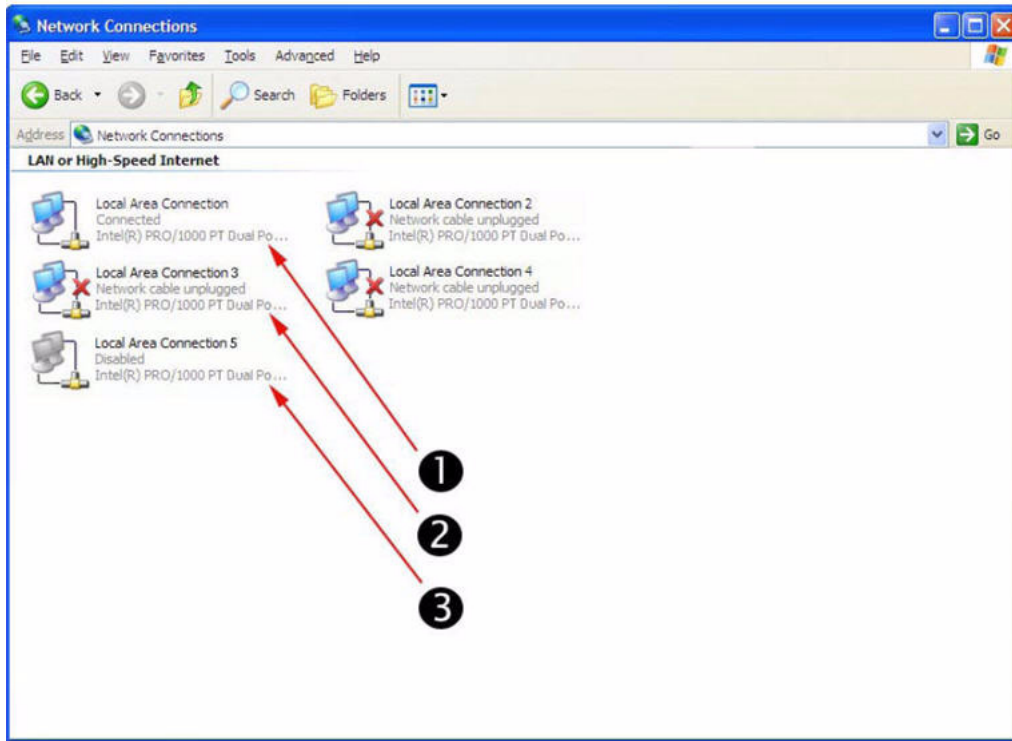 Network Connections
File Edit View Favorites Tools Advanced Help
Back Search Folders
Address Network Connections Go
LAN or High-Speed Internet
Local Area Connection
Connected
Intel(R) PRO/1000 PT Dual Po...
Local Area Connection 2
Network cable unplugged
Intel(R) PRO/1000 PT Dual Po...
Local Area Connection 3
Network cable unplugged
Intel(R) PRO/1000 PT Dual Po...
Local Area Connection 4
Network cable unplugged
Intel(R) PRO/1000 PT Dual Po...
Local Area Connection 5
Disabled
Intel(R) PRO/1000 PT Dual Po...
1
2
3